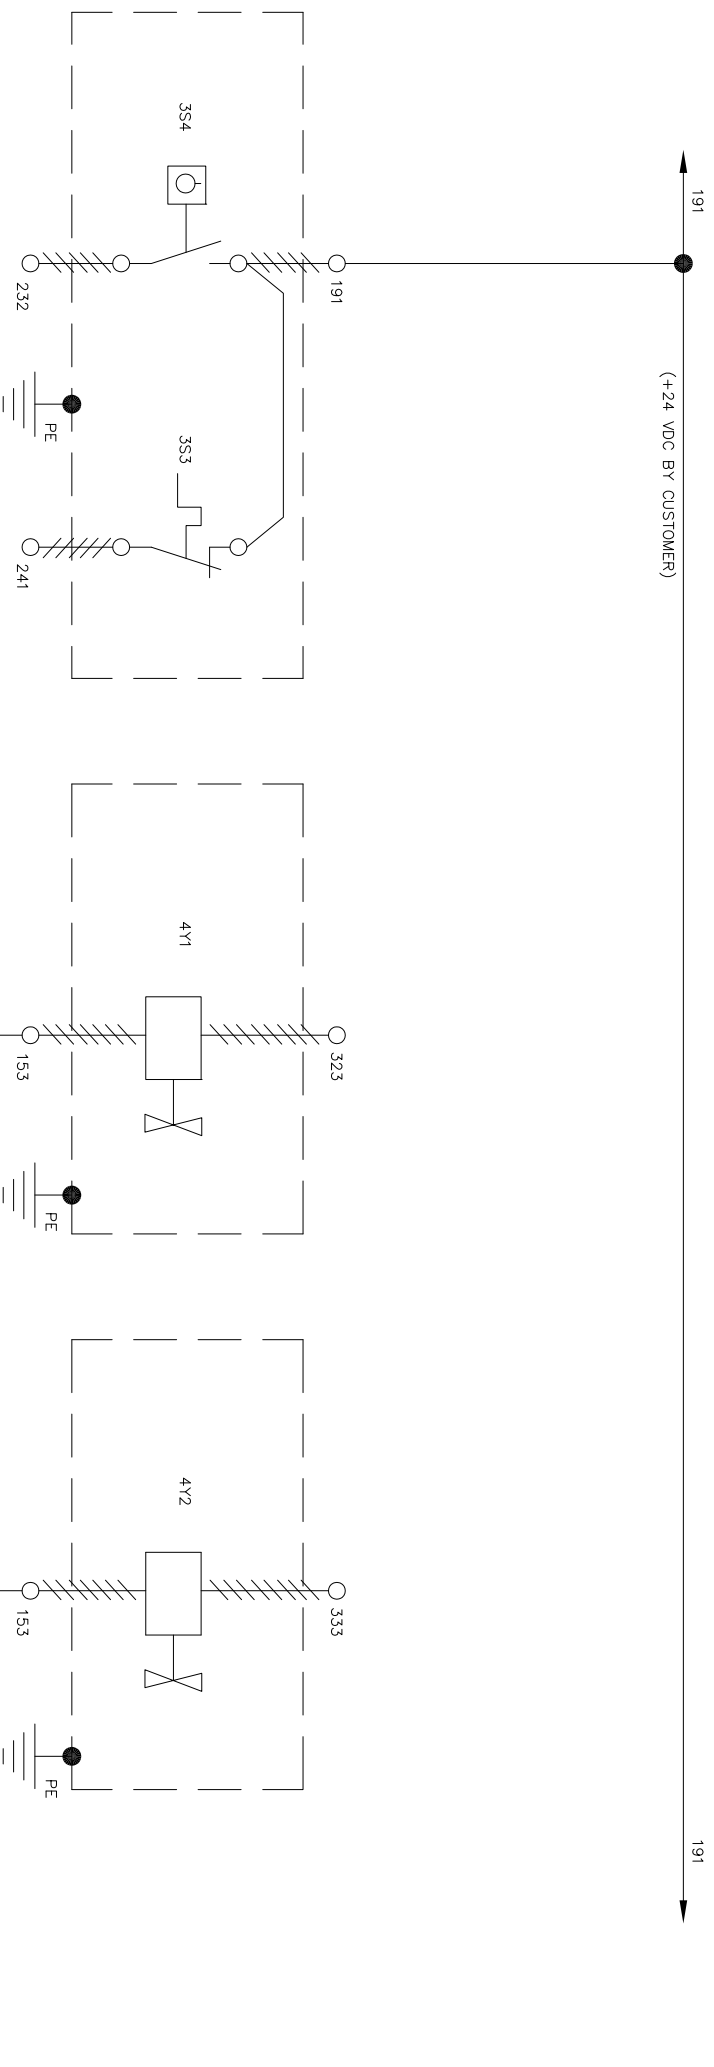 191
191
(+24 VDC BY CUSTOMER)
191
323
333
3S4
3S3
4Y1
4Y2
PE
PE
PE
232
241
153
153